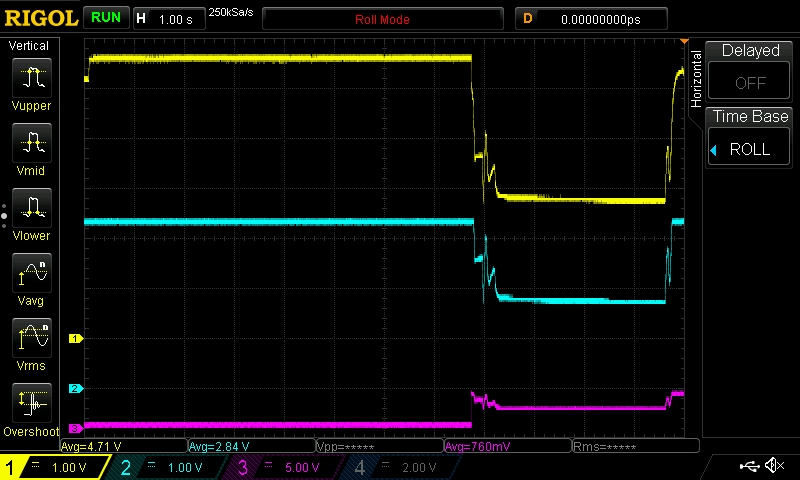 RIGOL RUN H 1.00 s 250kSa/s Roll Mode D 0.00000000ps
Vertical
Vupper
Vmid
Vlower
n
Vavg
n
Vrms
Overshoot
Horizontal
Delayed
OFF
Time Base
ROLL
1
2
3
Avg=4.71 V Avg=2.84 V Vpp=***** Avg=760mV Rms=*****
1 1.00 V 2 1.00 V 3 5.00 V 4 2.00 V